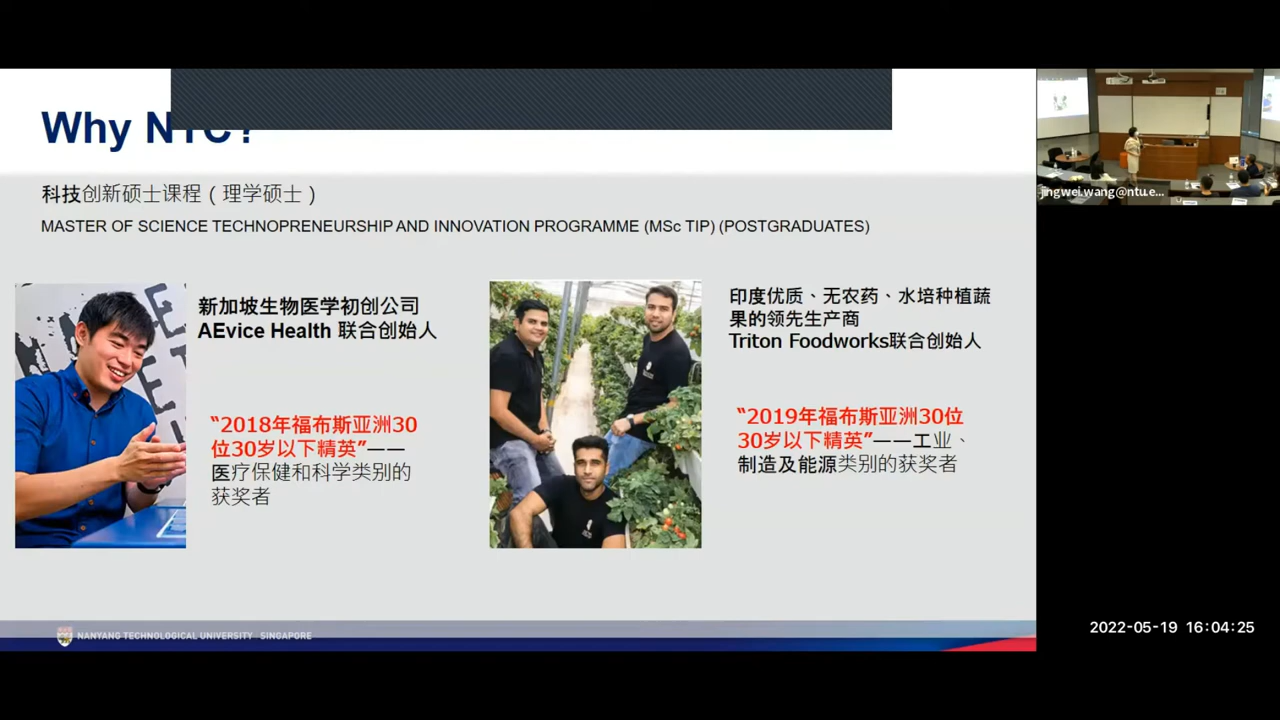 Why NTC?
科技创新硕士课程（理学硕士）
MASTER OF SCIENCE TECHNOPRENEURSHIP AND INNOVATION PROGRAMME (MSc TIP) (POSTGRADUATES)
新加坡生物医学初创公司
AEvice Health 联合创始人
“2018年福布斯亚洲30
位30岁以下精英”——
医疗保健和科学类别的
获奖者
印度优质、无农药、水培种植蔬
果的领先生产商
Triton Foodworks联合创始人
“2019年福布斯亚洲30位
30岁以下精英”——工业、
制造及能源类别的获奖者
NANYANG TECHNOLOGICAL UNIVERSITY SINGAPORE
jingwei.wang@ntu.e...
2022-05-19 16:04:25